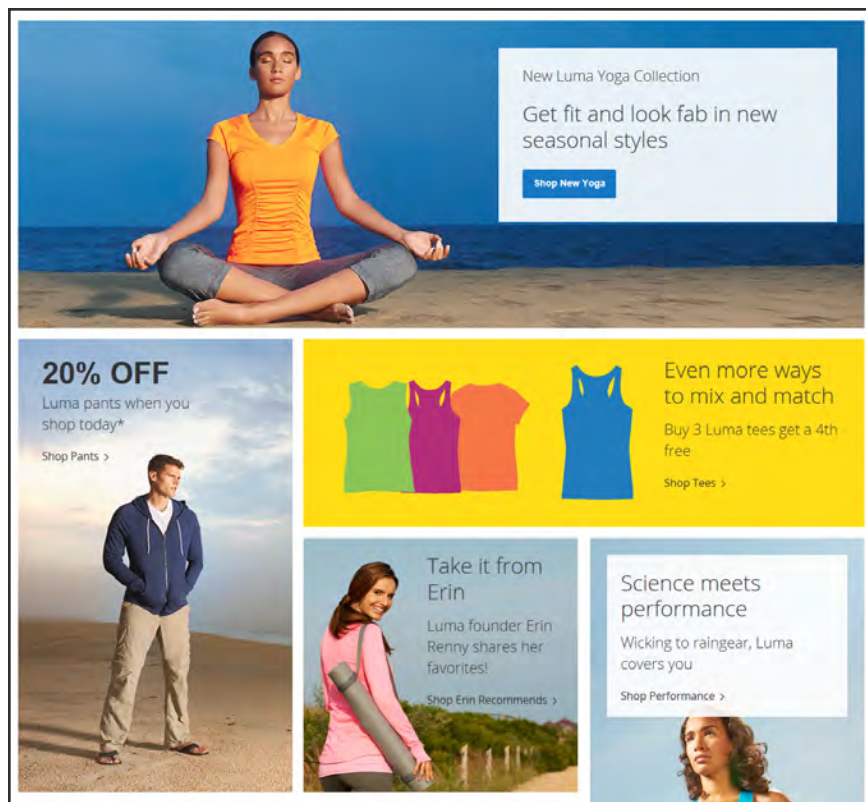 New Luma Yoga Collection
Get fit and look fab in new
seasonal styles
Shop New Yoga
20% OFF
Luma pants when you
shop today*
Shop Pants >
Even more ways
to mix and match
Buy 3 Luma tees get a 4th
free
Shop Tees >
Take it from
Erin
Luma founder Erin
Renny shares her
favorites!
Shop Erin Recommends >
Science meets
performance
Wicking to raingear, Luma
covers you
Shop Performance >